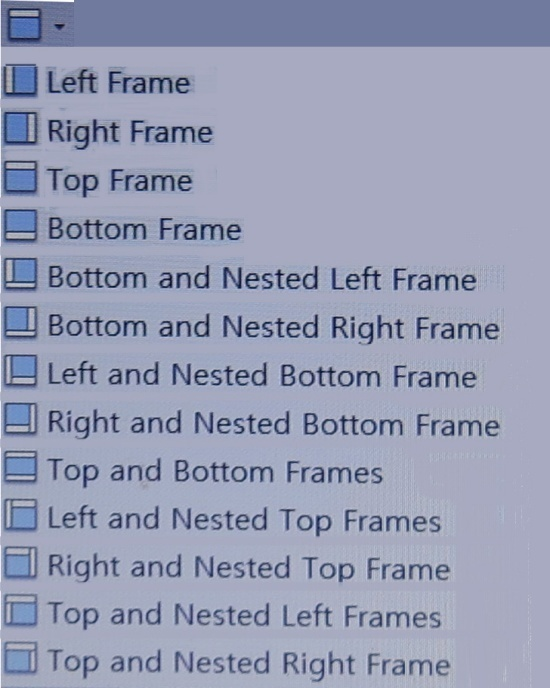 Left Frame
Right Frame
Top Frame
Bottom Frame
Bottom and Nested Left Frame
Bottom and Nested Right Frame
Left and Nested Bottom Frame
Right and Nested Bottom Frame
Top and Bottom Frames
Left and Nested Top Frames
Right and Nested Top Frame
Top and Nested Left Frames
Top and Nested Right Frame